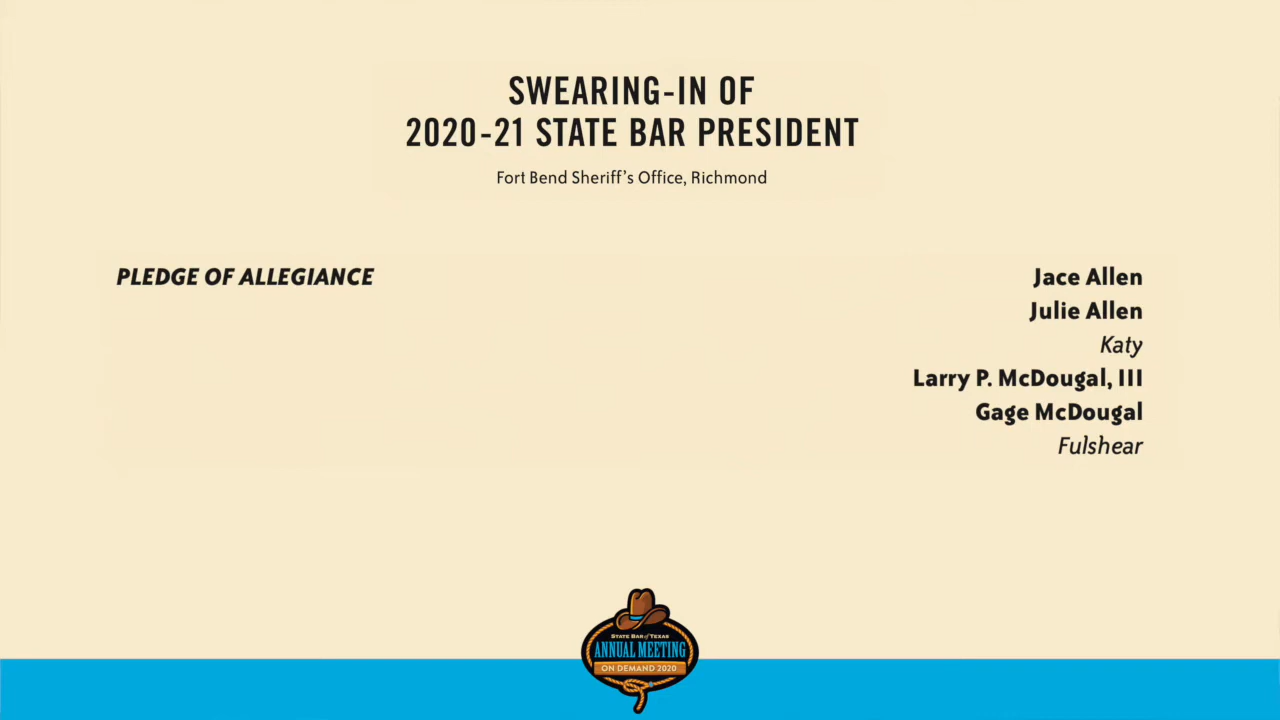 SWEARING-IN OF
2020-21 STATE BAR PRESIDENT
Fort Bend Sheriff's Office, Richmond
PLEDGE OF ALLEGIANCE
Jace Allen
Julie Allen
Katy
Larry P. McDougal, III
Gage McDougal
Fulshear
STATE BAR of TEXAS
ANNUAL MEETING
ON DEMAND 2020